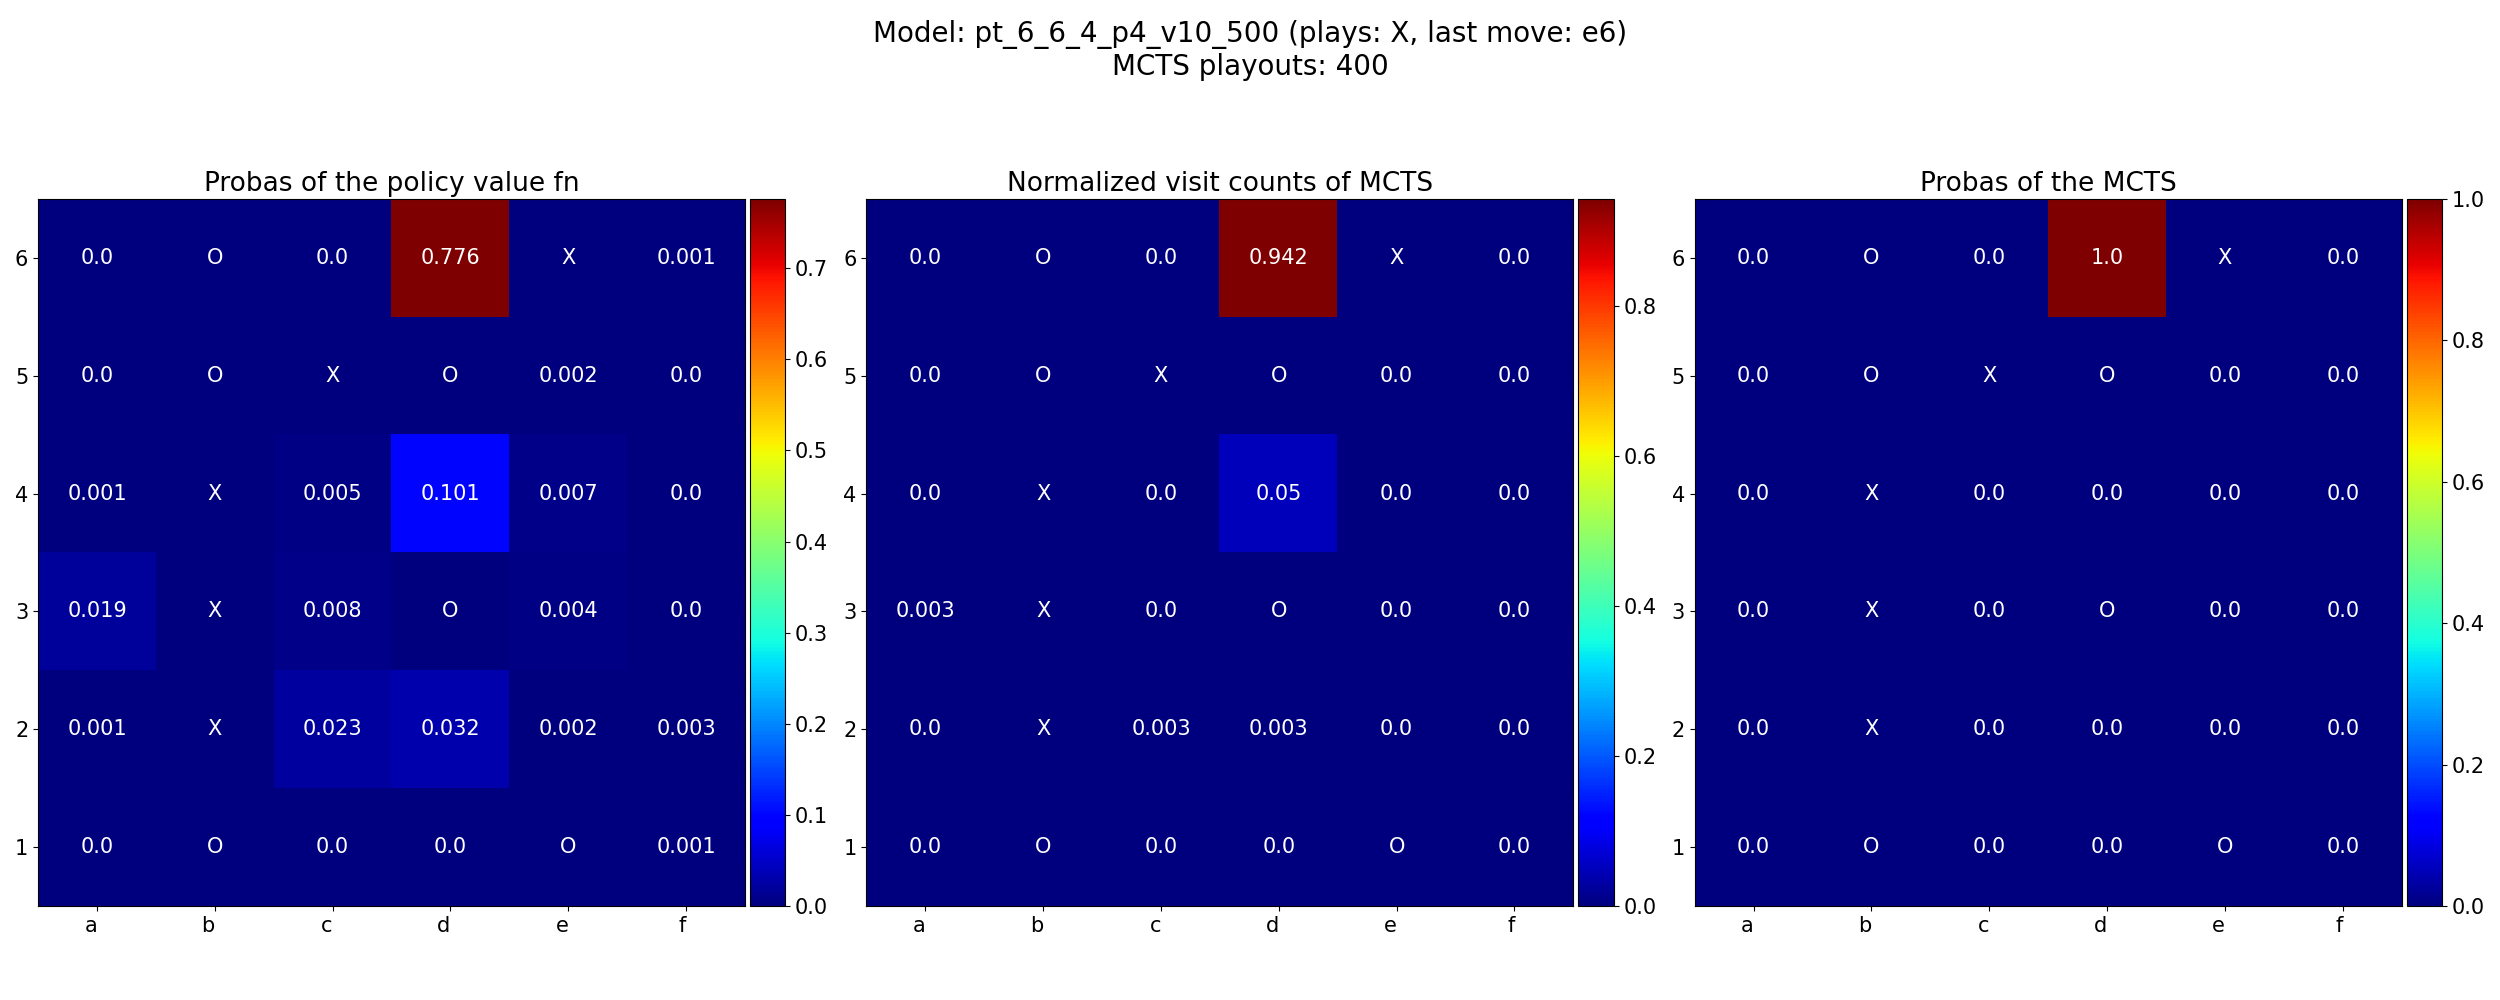 Model: pt_6_6_4_p4_v10_500 (plays: X, last move: e6)
MCTS playouts: 400
Probas of the policy value fn
6 0.0 O 0.0 0.776 X 0.001
5 0.0 O X O 0.002 0.0
4 0.001 X 0.005 0.101 0.007 0.0
3 0.019 X 0.008 O 0.004 0.0
2 0.001 X 0.023 0.032 0.002 0.003
1 0.0 O 0.0 0.0 O 0.001
a b c d e f
0.7
0.6
0.5
0.4
0.3
0.2
0.1
0.0
Normalized visit counts of MCTS
6 0.0 O 0.0 0.942 X 0.0
5 0.0 O X O 0.0 0.0
4 0.0 X 0.0 0.05 0.0 0.0
3 0.003 X 0.0 O 0.0 0.0
2 0.0 X 0.003 0.003 0.0 0.0
1 0.0 O 0.0 0.0 O 0.0
a b c d e f
0.8
0.6
0.4
0.2
0.0
Probas of the MCTS
6 0.0 O 0.0 1.0 X 0.0
5 0.0 O X O 0.0 0.0
4 0.0 X 0.0 0.0 0.0 0.0
3 0.0 X 0.0 O 0.0 0.0
2 0.0 X 0.0 0.0 0.0 0.0
1 0.0 O 0.0 0.0 O 0.0
a b c d e f
1.0
0.8
0.6
0.4
0.2
0.0